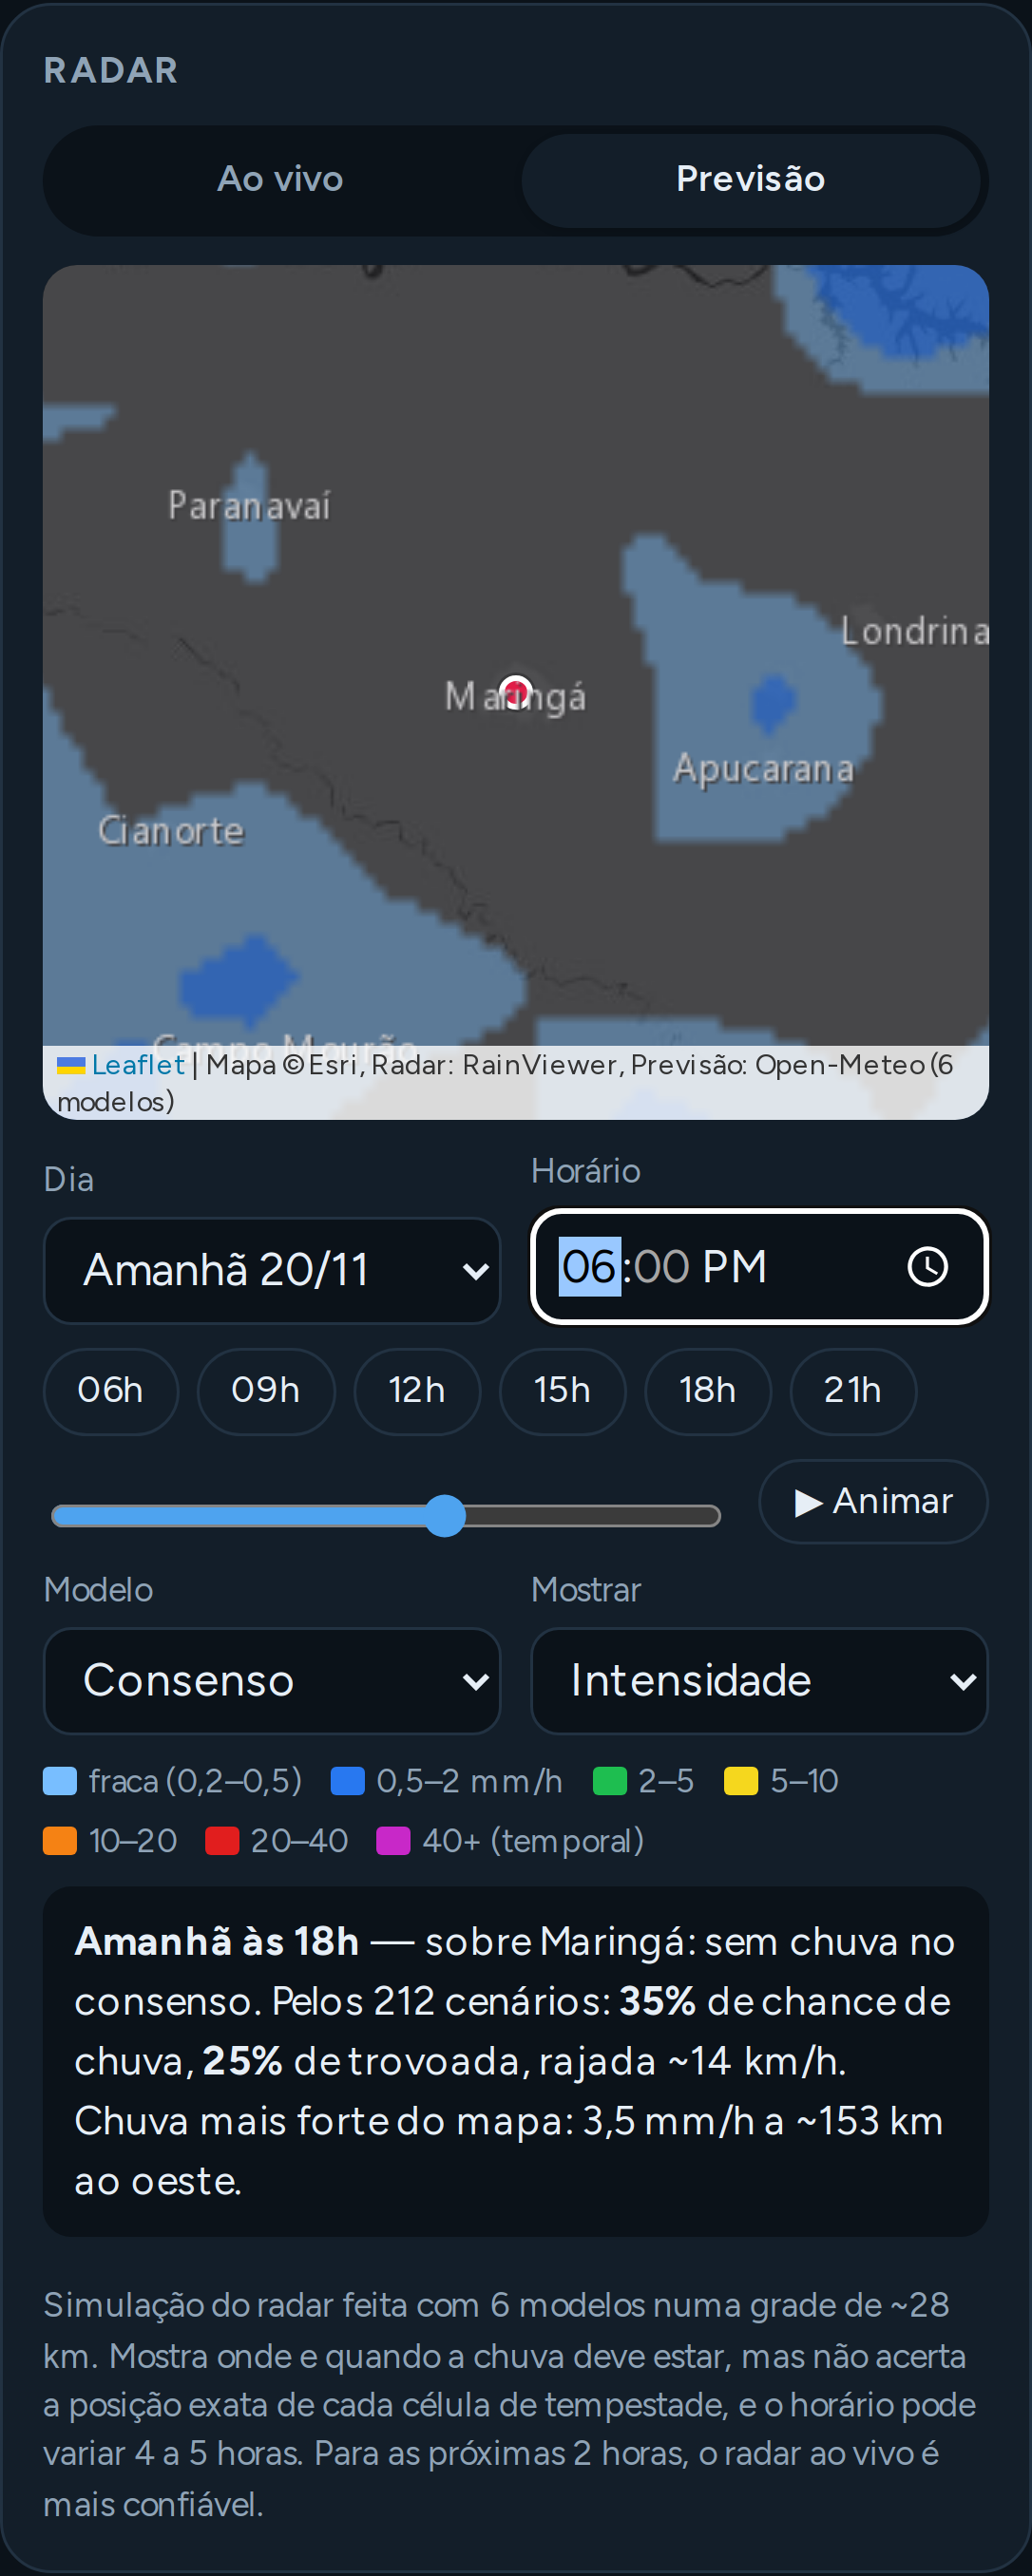 RADAR
Ao vivo
Previsão
Paranavaí
Londrina
Maringá
Apucarana
Cianorte
Campo Mourão
Leaflet | Mapa © Esri, Radar: RainViewer, Previsão: Open-Meteo (6
modelos)
Dia
Horário
Amanhã 20/11
06:00 PM
06h
09h
12h
15h
18h
21h
▶ Animar
Modelo
Mostrar
Consenso
Intensidade
fraca (0,2–0,5)
0,5–2 mm/h
2–5
5–10
10–20
20–40
40+ (temporal)
Amanhã às 18h — sobre Maringá: sem chuva no
consenso. Pelos 212 cenários: 35% de chance de
chuva, 25% de trovoada, rajada ~14 km/h.
Chuva mais forte do mapa: 3,5 mm/h a ~153 km
ao oeste.
Simulação do radar feita com 6 modelos numa grade de ~28
km. Mostra onde e quando a chuva deve estar, mas não acerta
a posição exata de cada célula de tempestade, e o horário pode
variar 4 a 5 horas. Para as próximas 2 horas, o radar ao vivo é
mais confiável.